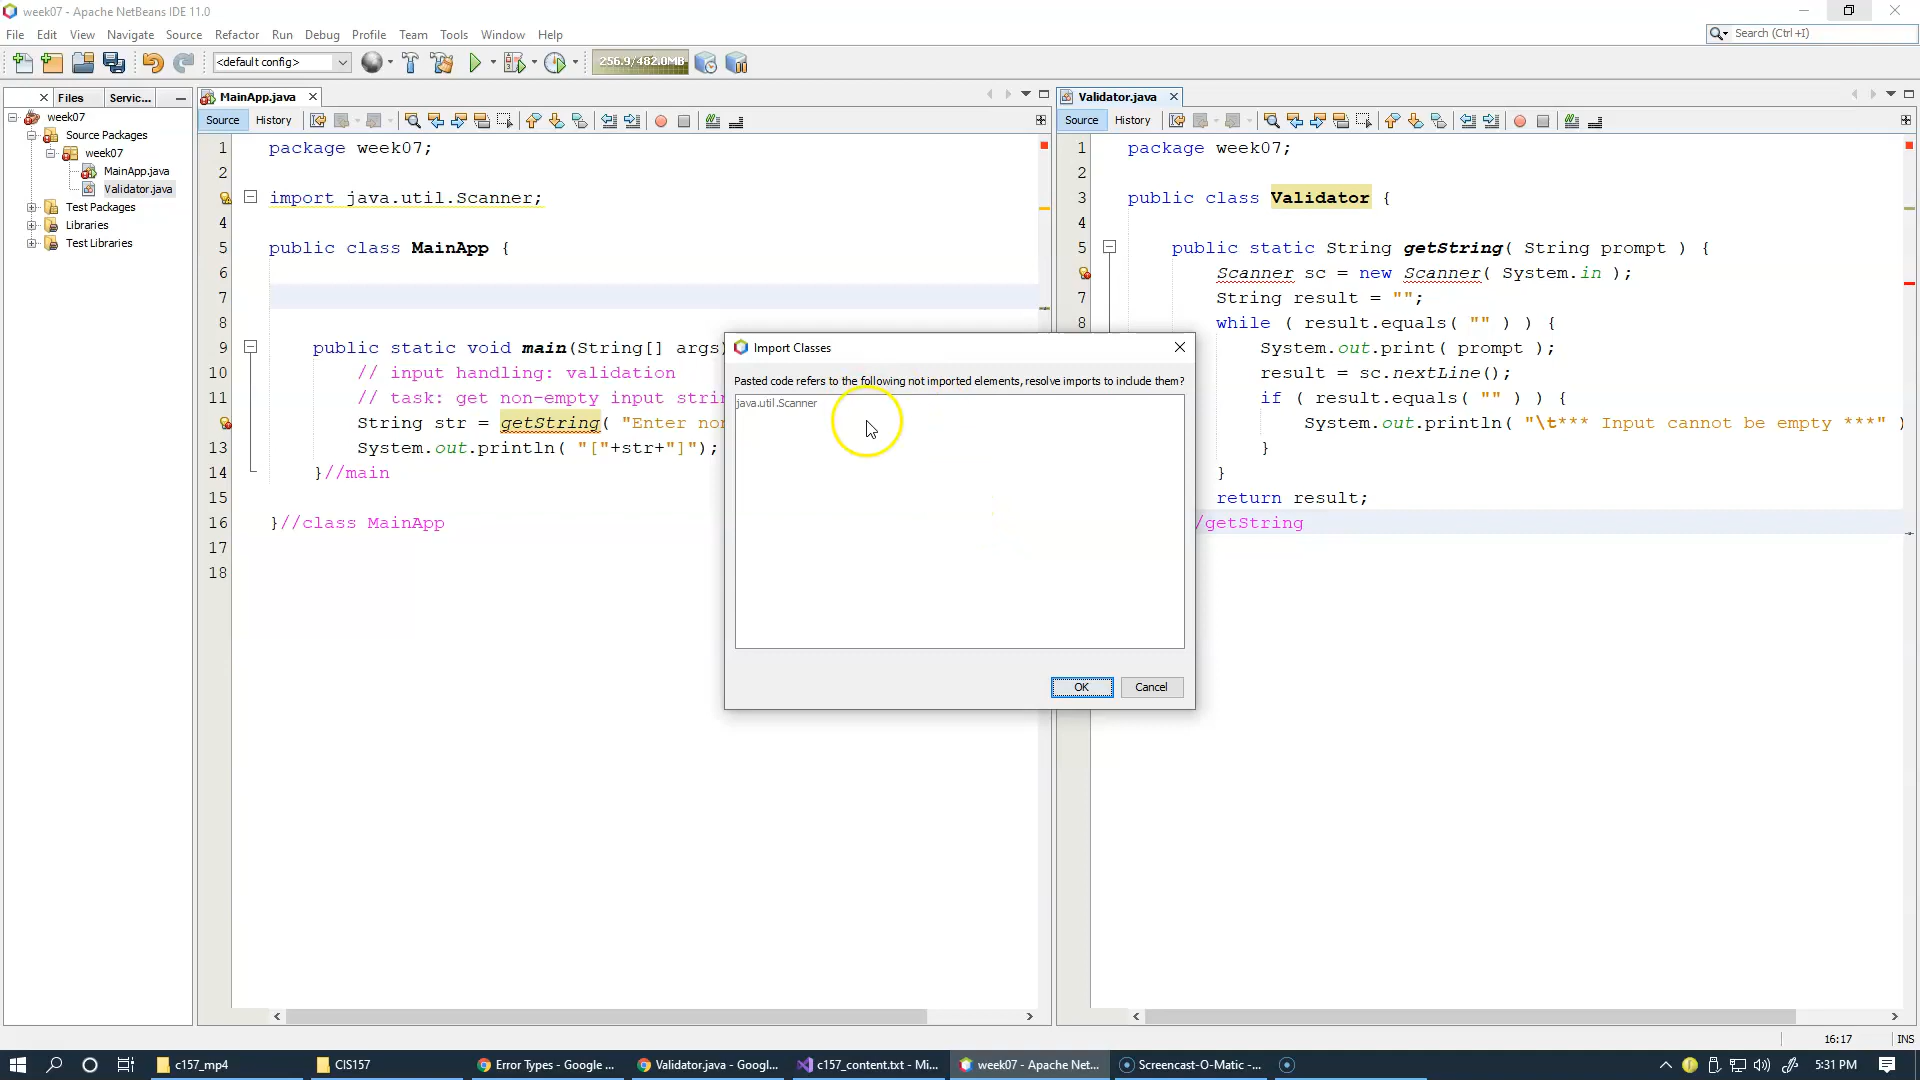 week07 - Apache NetBeans IDE 11.0
File Edit View Navigate Source Refactor Run Debug Profile Team Tools Window Help
Search (Ctrl+I)
<default config>
256.9/482.0MB
Files Servic...
MainApp.java
Validator.java
week07
Source Packages
week07
MainApp.java
Validator.java
Test Packages
Libraries
Test Libraries
Source History
Source History
1 package week07;
2
import java.util.Scanner;
4
5 public class MainApp {
6
7
8
9 public static void main(String[] args)
10 // input handling: validation
11 // task: get non-empty input stri
String str = getString( "Enter no
13 System.out.println( "["+str+"]");
14 }//main
15
16 }//class MainApp
17
18
1 package week07;
2
3 public class Validator {
4
5 public static String getString( String prompt ) {
Scanner sc = new Scanner( System.in );
7 String result = "";
8 while ( result.equals( "" ) ) {
System.out.print( prompt );
result = sc.nextLine();
if ( result.equals( "" ) ) {
System.out.println( "\t*** Input cannot be empty ***" )
}
}
return result;
/getString
Import Classes
Pasted code refers to the following not imported elements, resolve imports to include them?
java.util.Scanner
OK Cancel
16:17 INS
c157_mp4
CIS157
Error Types - Google ...
Validator.java - Googl...
c157_content.txt - Mi...
week07 - Apache Net...
Screencast-O-Matic -...
5:31 PM